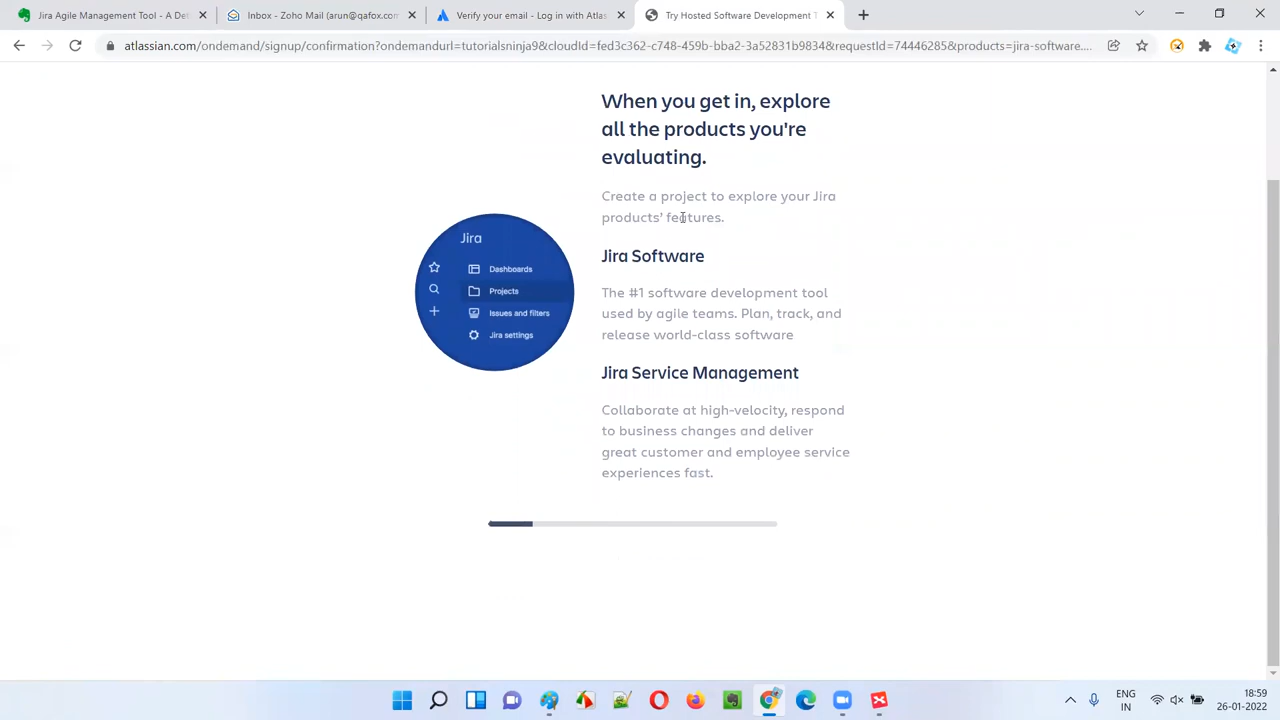 Jira Agile Management Tool - A De
Inbox - Zoho Mail (arun@qafox.com)
Verify your email - Log in with Atlas
Try Hosted Software Development T
atlassian.com/ondemand/signup/confirmation?ondemandurl=tutorialsninja9&cloudId=fed3c362-c748-459b-bba2-3a52831b9834&requestId=74446285&products=jira-software....
When you get in, explore
all the products you're
evaluating.
Create a project to explore your Jira
products' features.
Jira
Dashboards
Projects
Issues and filters
Jira settings
Jira Software
The #1 software development tool
used by agile teams. Plan, track, and
release world-class software
Jira Service Management
Collaborate at high-velocity, respond
to business changes and deliver
great customer and employee service
experiences fast.
ENG
IN
18:59
26-01-2022